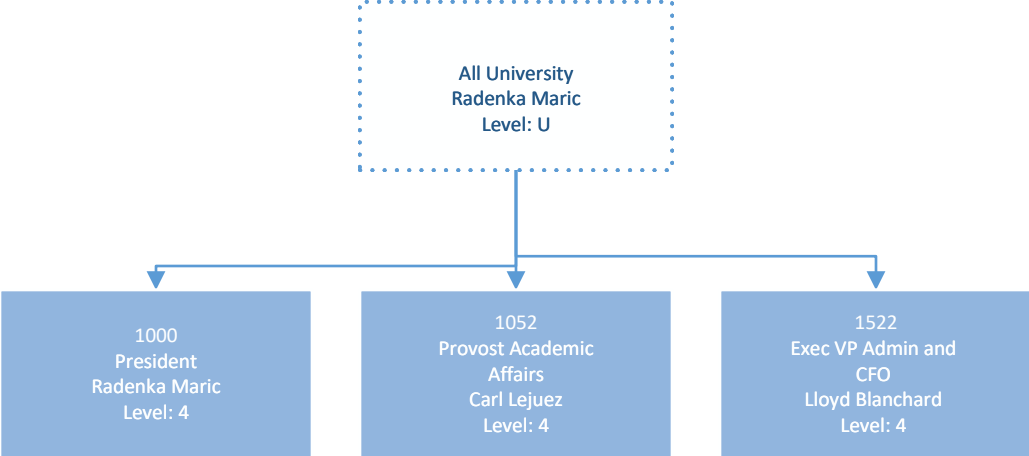 All University
Radenka Maric
Level: U
1000
President
Radenka Maric
Level: 4
1052
Provost Academic
Affairs
Carl Lejuez
Level: 4
1522
Exec VP Admin and
CFO
Lloyd Blanchard
Level: 4